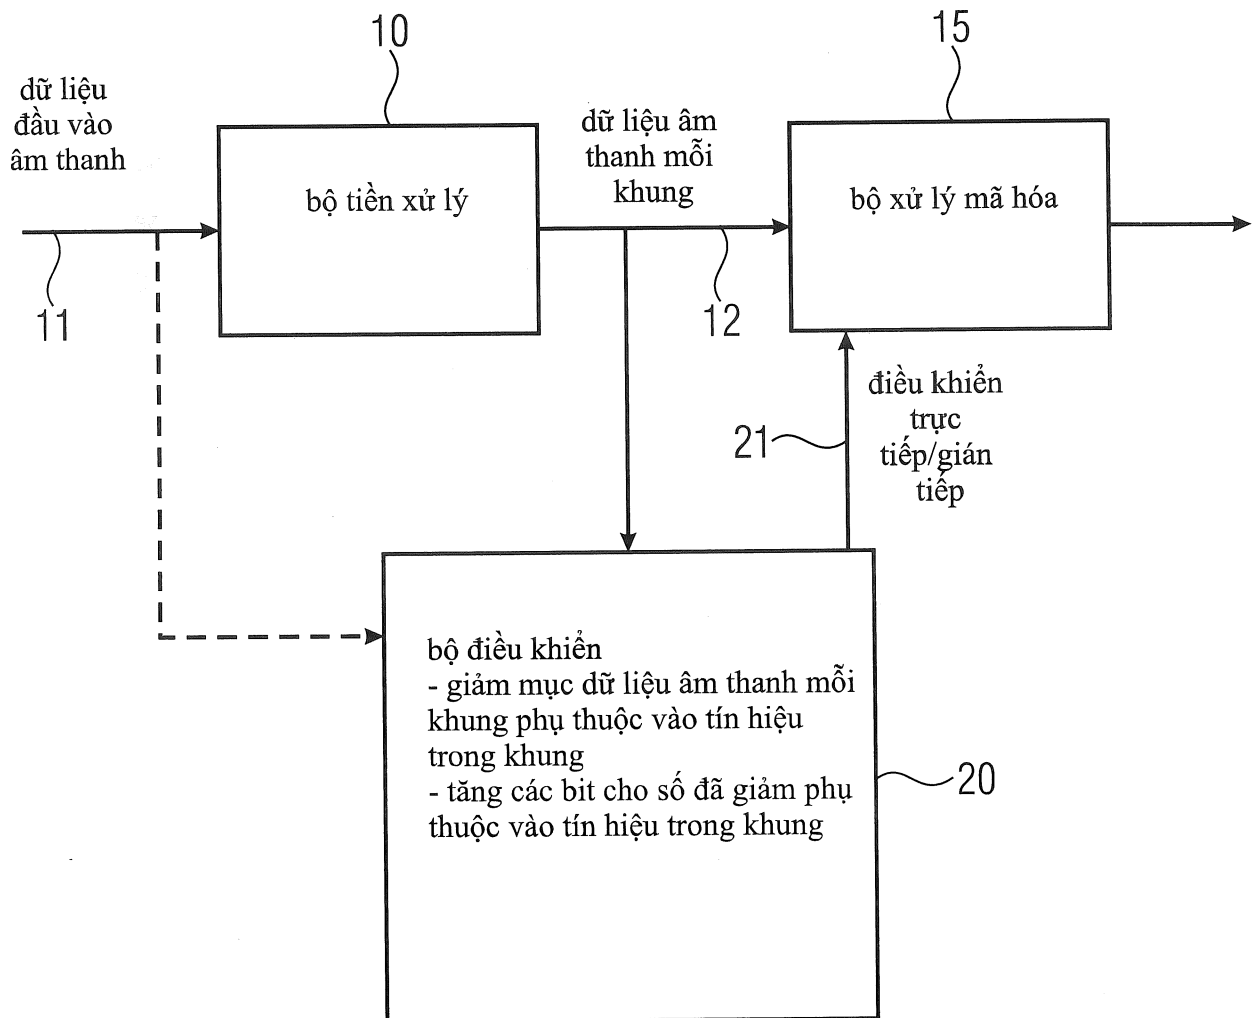 10
15
dữ liệu
đầu vào
âm thanh
bộ tiền xử lý
dữ liệu âm
thanh mỗi
khung
bộ xử lý mã hóa
11
12
điều khiển
trực
tiếp/gián
tiếp
21
bộ điều khiển
- giảm mục dữ liệu âm thanh mỗi
khung phụ thuộc vào tín hiệu
trong khung
- tăng các bit cho số đã giảm phụ
thuộc vào tín hiệu trong khung
20